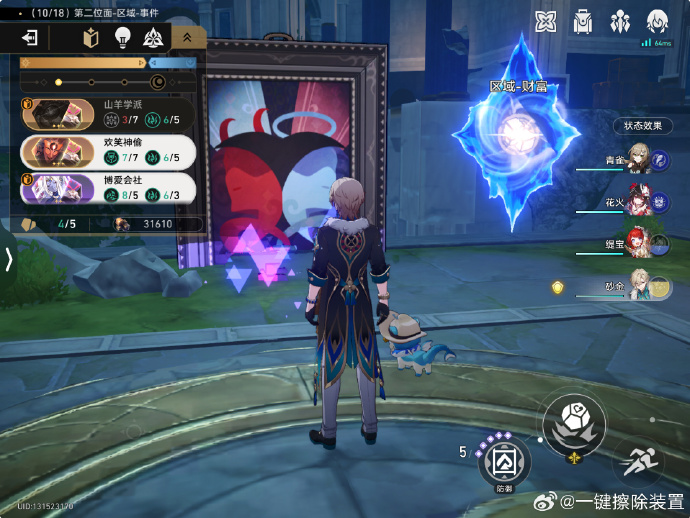 (10/18) 第二位面-区域-事件
64ms
山羊学派
3/7 6/5
欢笑神偷
7/7 6/5
博爱会社
8/5 6/3
4/5 31610
区域-财富
状态效果
青雀
花火
缇宝
砂金
5
防御
UID:131523170
@一键擦除装置